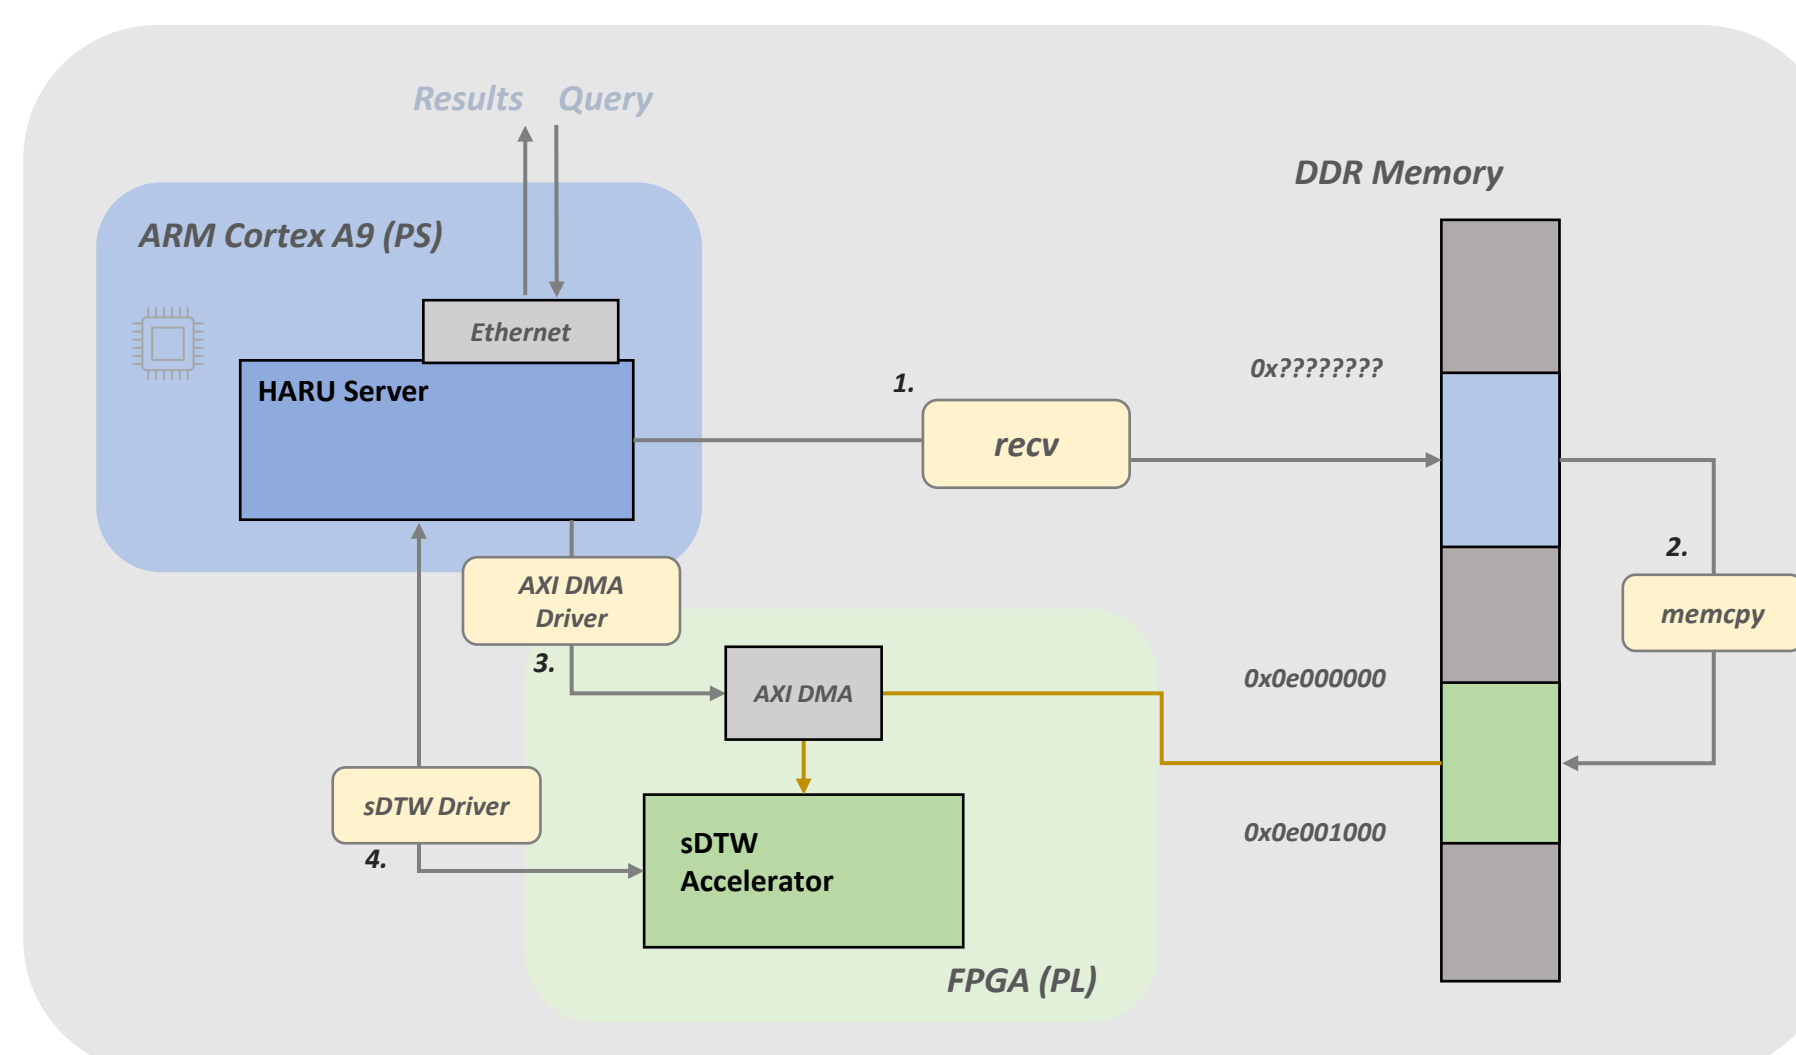 Results Query
DDR Memory
ARM Cortex A9 (PS)
Ethernet
0x????????
HARU Server
1.
recv
2.
AXI DMA
Driver
memcpy
3.
0x0e000000
AXI DMA
sDTW Driver
0x0e001000
4.
sDTW
Accelerator
FPGA (PL)